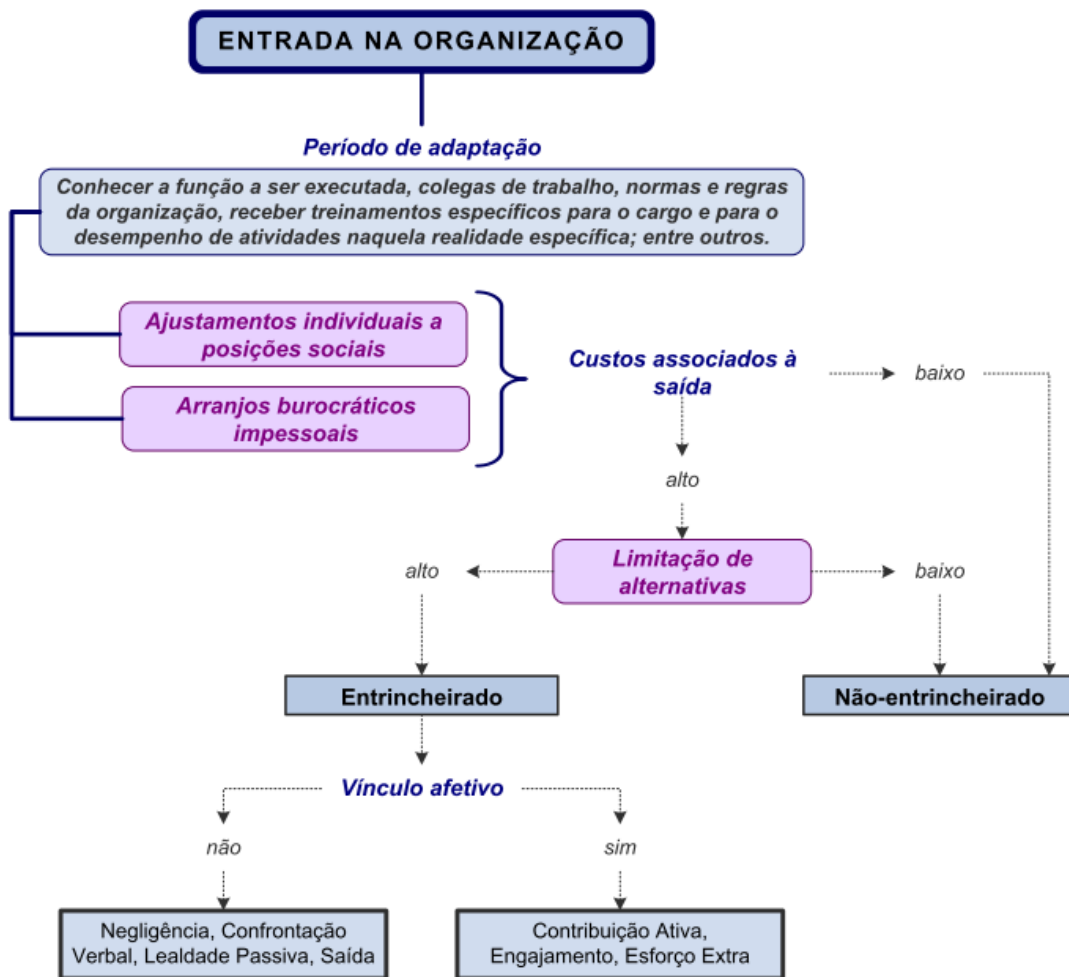 ENTRADA NA ORGANIZAÇÃO
Período de adaptação
Conhecer a função a ser executada, colegas de trabalho, normas e regras
da organização, receber treinamentos específicos para o cargo e para o
desempenho de atividades naquela realidade específica; entre outros.
Ajustamentos individuais a
posições sociais
Arranjos burocráticos
impessoais
Custos associados à
saída
baixo
alto
Limitação de
alternativas
alto
baixo
Entrincheirado
Não-entrincheirado
Vínculo afetivo
não
sim
Negligência, Confrontação
Verbal, Lealdade Passiva, Saída
Contribuição Ativa,
Engajamento, Esforço Extra